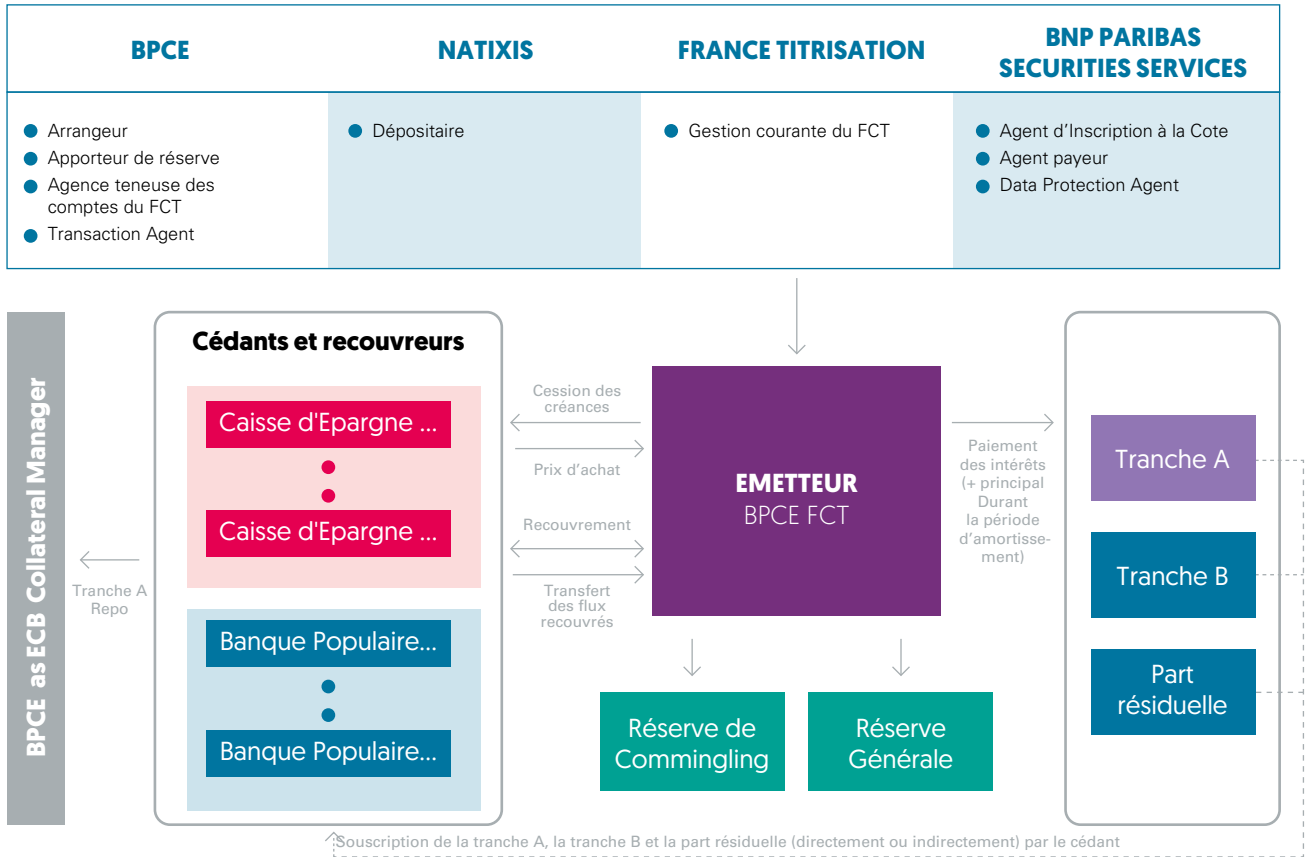 BPCE
NATIXIS
FRANCE TITRISATION
BNP PARIBAS
SECURITIES SERVICES
Arrangeur
Apporteur de réserve
Agence teneuse des
comptes du FCT
Transaction Agent
Dépositaire
Gestion courante du FCT
Agent d’Inscription à la Cote
Agent payeur
Data Protection Agent
BPCE as ECB Collateral Manager
Tranche A
Repo
Cédants et recouvreurs
Caisse d'Epargne ...
Caisse d'Epargne ...
Banque Populaire...
Banque Populaire...
Cession des
créances
Prix d’achat
Recouvrement
Transfert
des flux
recouvrés
EMETTEUR
BPCE FCT
Réserve de
Commingling
Réserve
Générale
Paiement
des intérêts
(+ principal
Durant
la période
d’amortisse-
ment)
Tranche A
Tranche B
Part
résiduelle
Souscription de la tranche A, la tranche B et la part résiduelle (directement ou indirectement) par le cédant